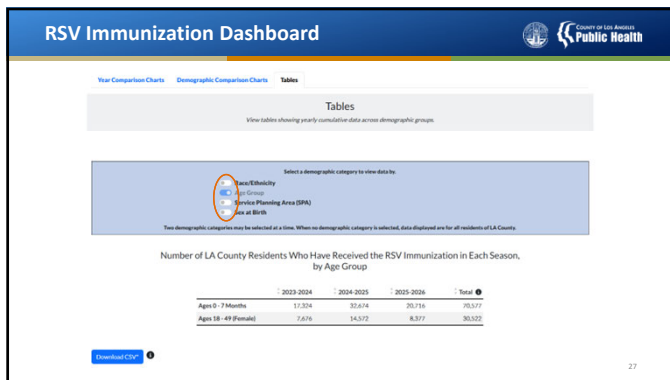 RSV Immunization Dashboard
COUNTY OF LOS ANGELES
Public Health
Year Comparison Charts Demographic Comparison Charts Tables
Tables
View tables showing yearly cumulative data across demographic groups.
Select a demographic category to view data by.
Race/Ethnicity
Age Group
Service Planning Area (SPA)
Sex at Birth
Two demographic categories may be selected at a time. When no demographic category is selected, data displayed are for all residents of LA County.
Number of LA County Residents Who Have Received the RSV Immunization in Each Season,
by Age Group
2023-2024 2024-2025 2025-2026 Total
Ages 0 - 7 Months 17,324 32,674 20,716 70,577
Ages 18 - 49 (Female) 7,676 14,572 8,377 30,522
Download CSV*
27